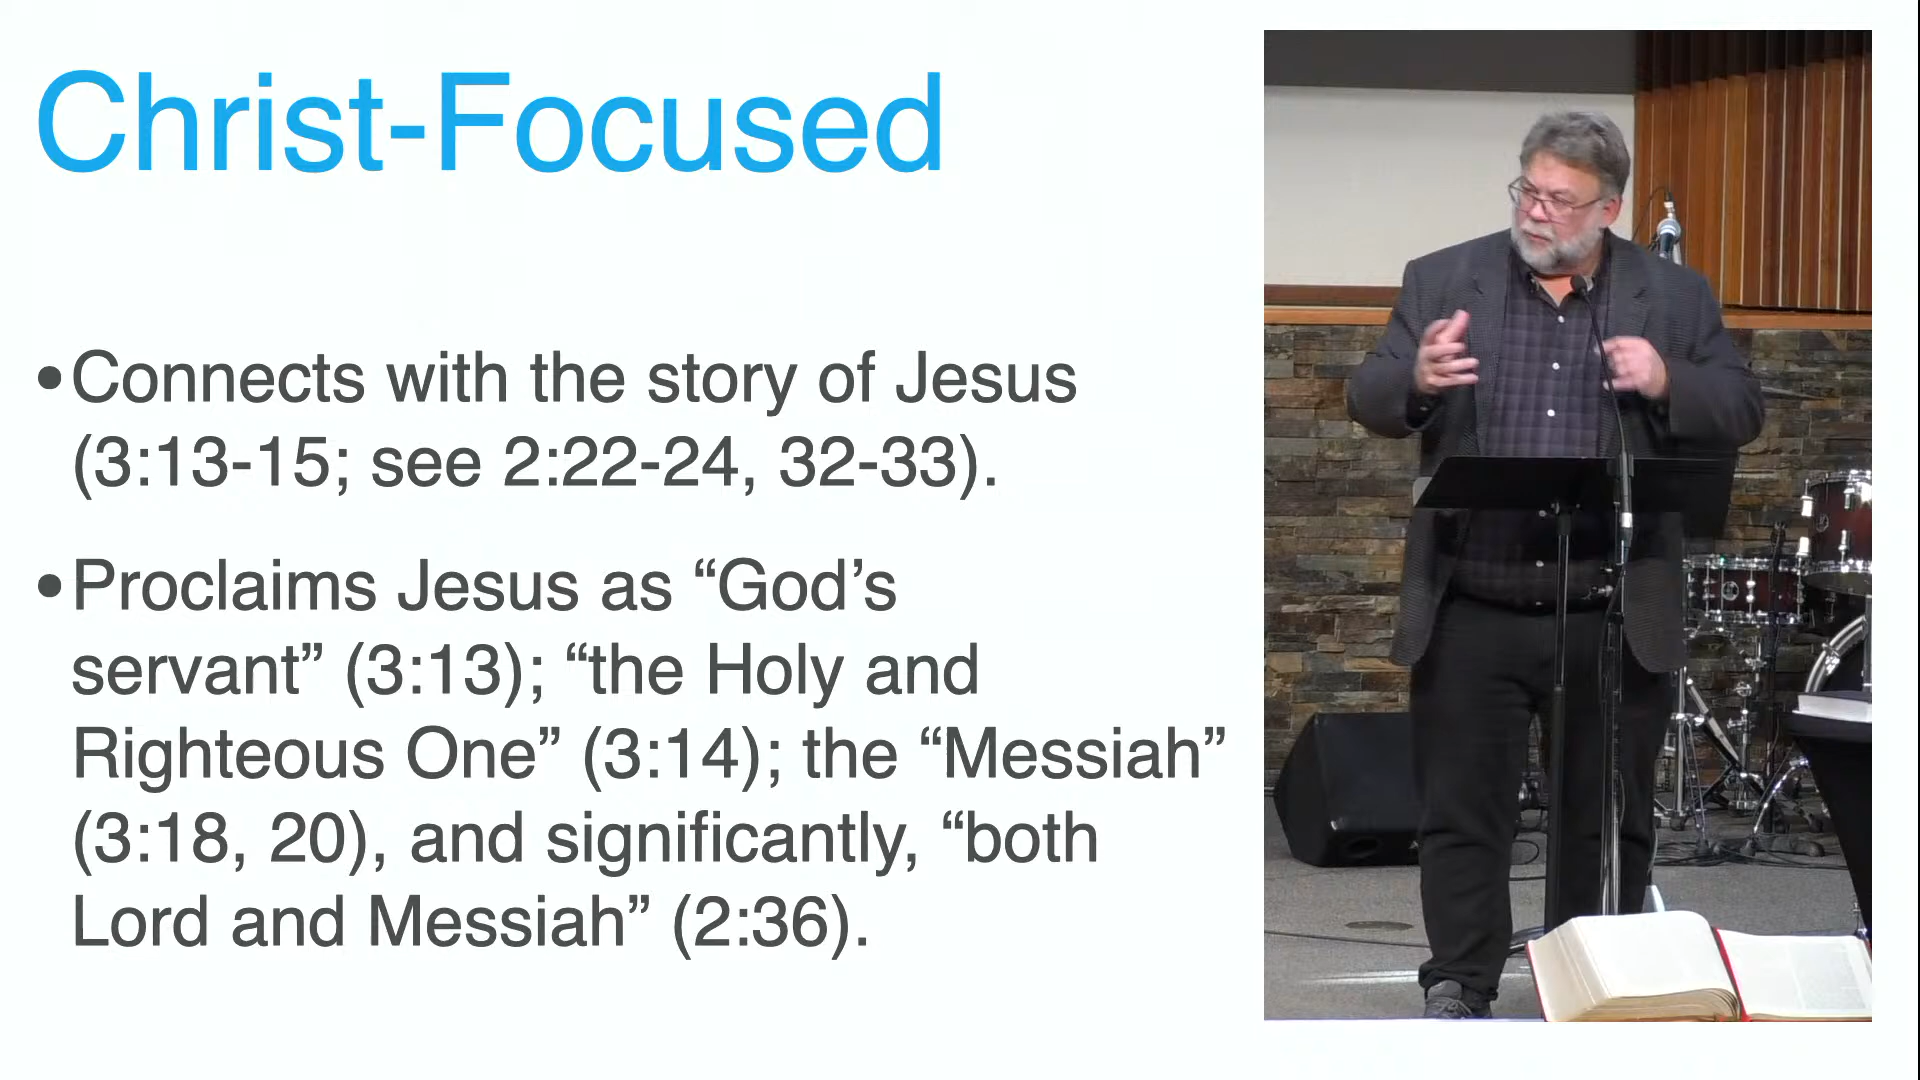 Christ-Focused
•Connects with the story of Jesus
(3:13-15; see 2:22-24, 32-33).
•Proclaims Jesus as “God’s
servant” (3:13); “the Holy and
Righteous One” (3:14); the “Messiah”
(3:18, 20), and significantly, “both
Lord and Messiah” (2:36).